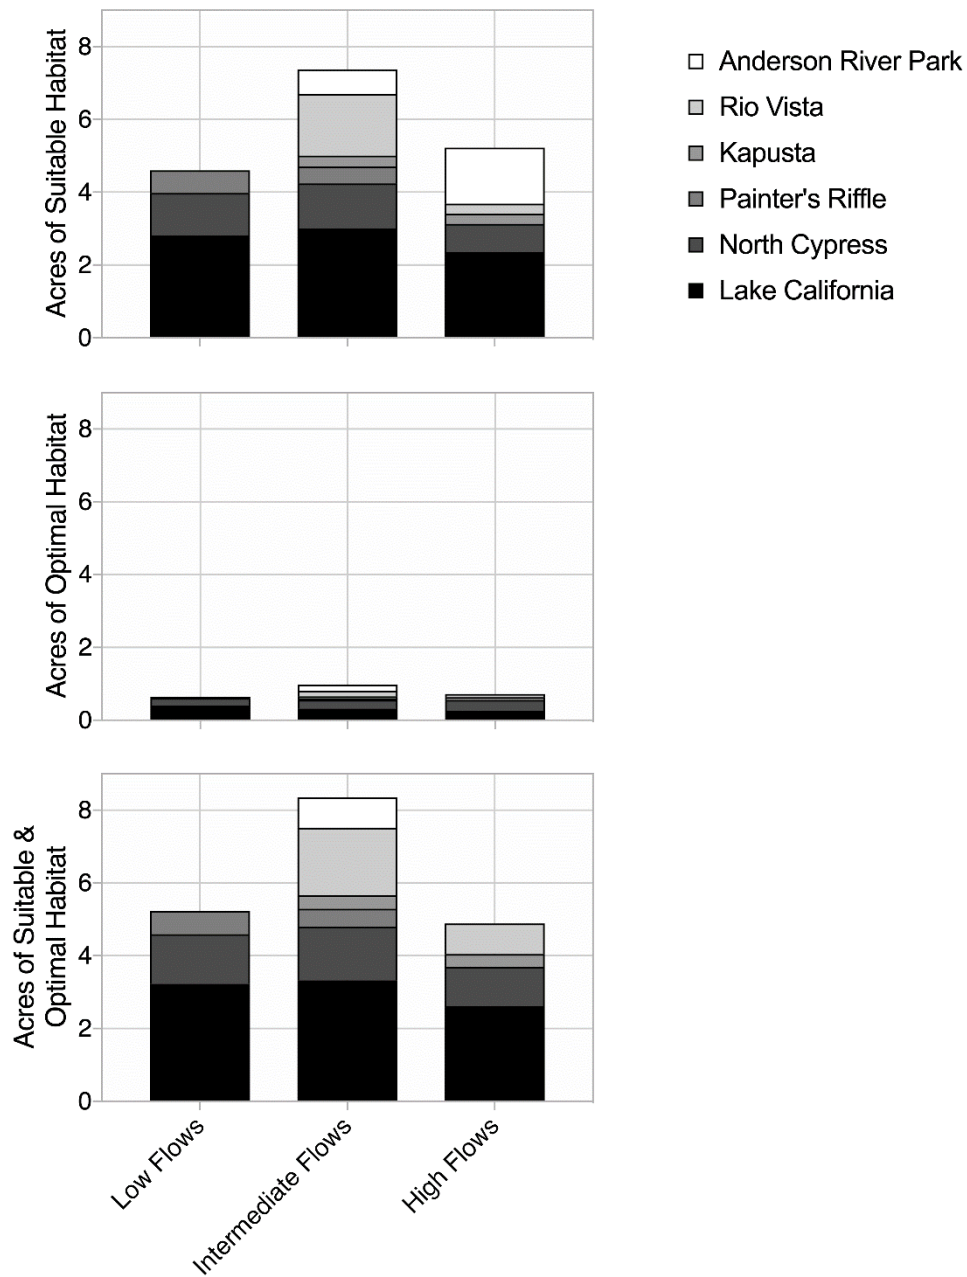 Acres of Suitable Habitat
8
6
4
2
0
Anderson River Park
Rio Vista
Kapusta
Painter's Riffle
North Cypress
Lake California
Acres of Optimal Habitat
8
6
4
2
0
Acres of Suitable &
Optimal Habitat
8
6
4
2
0
Low Flows
Intermediate Flows
High Flows